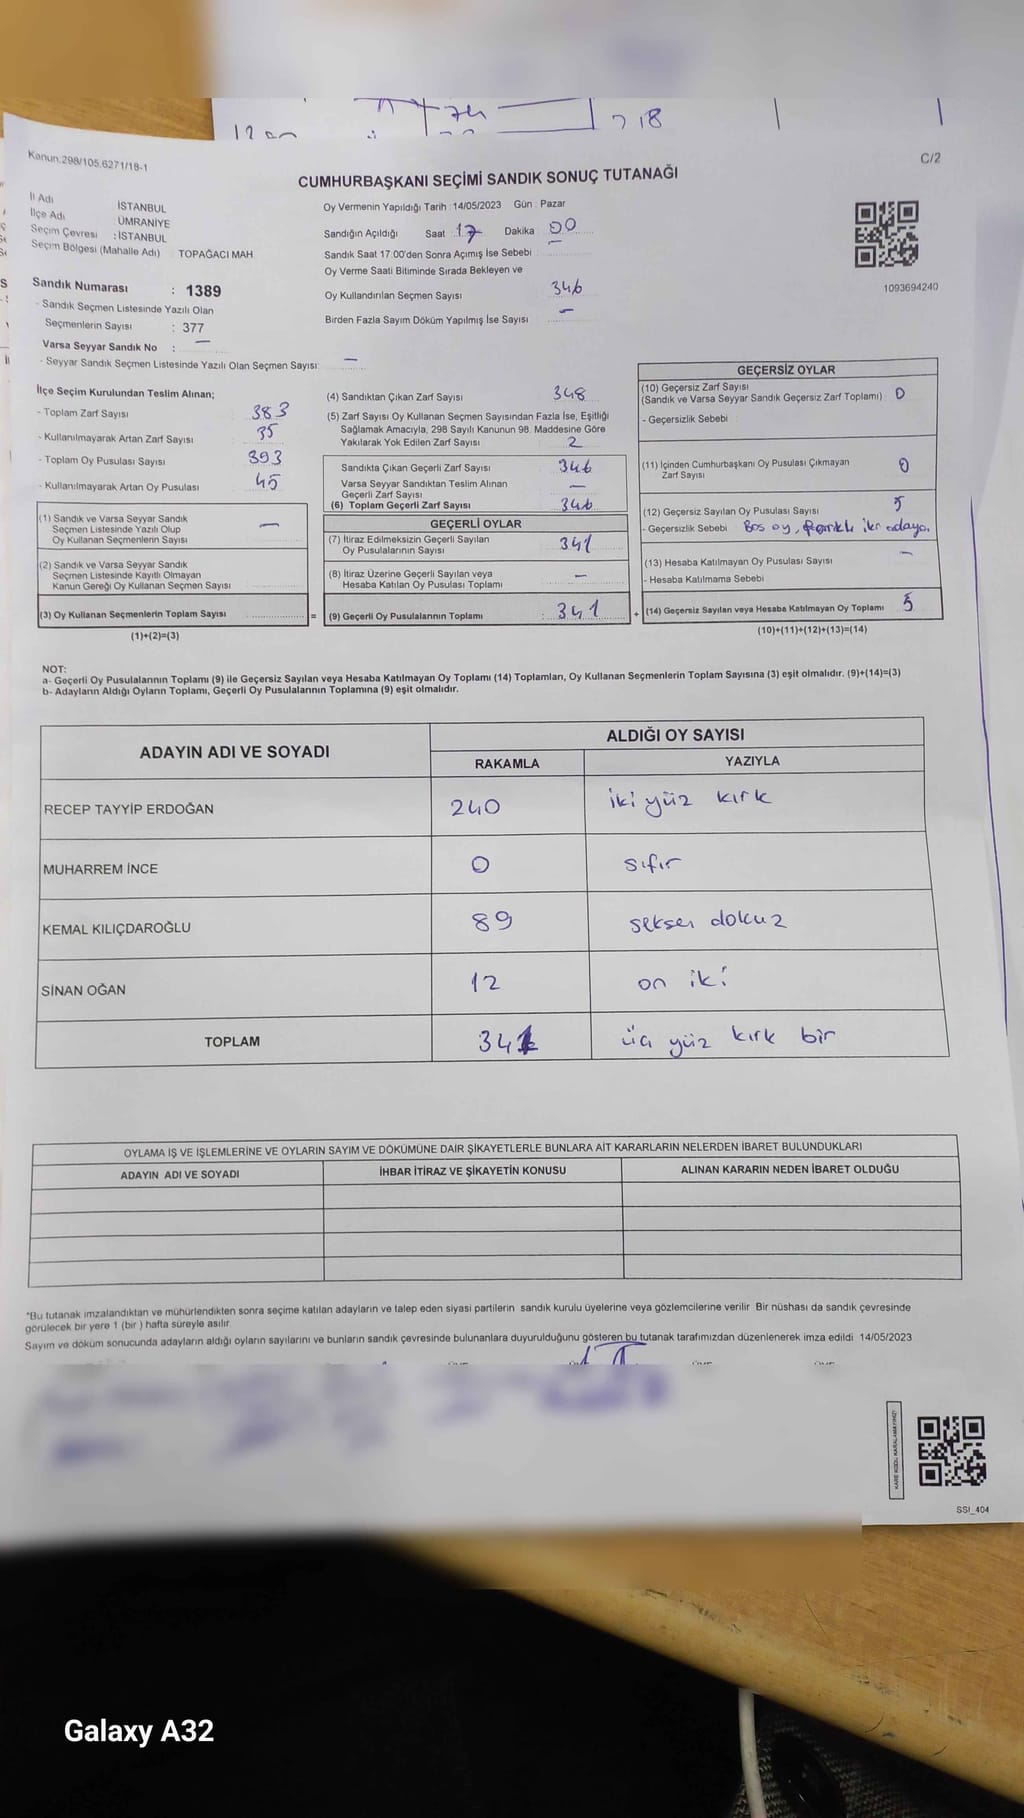 Kanun.298/105.6271/18-1
C/2
CUMHURBAŞKANI SEÇİMİ SANDIK SONUÇ TUTANAĞI
İl Adı İSTANBUL
İlçe Adı ÜMRANİYE
Seçim Çevresi : İSTANBUL
Seçim Bölgesi (Mahalle Adı) TOPAĞACI MAH
Sandık Numarası : 1389
- Sandık Seçmen Listesinde Yazılı Olan
Seçmenlerin Sayısı : 377
Varsa Seyyar Sandık No : —
- Seyyar Sandık Seçmen Listesinde Yazılı Olan Seçmen Sayısı: —
Oy Vermenin Yapıldığı Tarih : 14/05/2023 Gün : Pazar
Sandığın Açıldığı Saat : 17 Dakika 00
Sandık Saat 17.00'den Sonra Açımış İse Sebebi : —
Oy Verme Saati Bitiminde Sırada Bekleyen ve
Oy Kullandırılan Seçmen Sayısı 346
Birden Fazla Sayım Döküm Yapılmış İse Sayısı —
1093694240
İlçe Seçim Kurulundan Teslim Alınan;
- Toplam Zarf Sayısı 383
- Kullanılmayarak Artan Zarf Sayısı 35
- Toplam Oy Pusulası Sayısı 393
- Kullanılmayarak Artan Oy Pusulası 45
(1) Sandık ve Varsa Seyyar Sandık
Seçmen Listesinde Yazılı Olup
Oy Kullanan Seçmenlerin Sayısı —
(2) Sandık ve Varsa Seyyar Sandık
Seçmen Listesinde Kayıtlı Olmayan
Kanun Gereği Oy Kullanan Seçmen Sayısı
(3) Oy Kullanan Seçmenlerin Toplam Sayısı =
(1)+(2)=(3)
(4) Sandıktan Çıkan Zarf Sayısı 348
(5) Zarf Sayısı Oy Kullanan Seçmen Sayısından Fazla İse, Eşitliği
Sağlamak Amacıyla, 298 Sayılı Kanunun 98. Maddesine Göre
Yakılarak Yok Edilen Zarf Sayısı 2
Sandıkta Çıkan Geçerli Zarf Sayısı 346
Varsa Seyyar Sandıktan Teslim Alınan
Geçerli Zarf Sayısı —
(6) Toplam Geçerli Zarf Sayısı 346
GEÇERLİ OYLAR
(7) İtiraz Edilmeksizin Geçerli Sayılan
Oy Pusulalarının Sayısı 341
(8) İtiraz Üzerine Geçerli Sayılan veya
Hesaba Katılan Oy Pusulası Toplamı —
(9) Geçerli Oy Pusulalarının Toplamı : 341 +
GEÇERSİZ OYLAR
(10) Geçersiz Zarf Sayısı
(Sandık ve Varsa Seyyar Sandık Geçersiz Zarf Toplamı) 0
- Geçersizlik Sebebi :
(11) İçinden Cumhurbaşkanı Oy Pusulası Çıkmayan
Zarf Sayısı 0
(12) Geçersiz Sayılan Oy Pusulası Sayısı 5
- Geçersizlik Sebebi Boş oy, iki adaya,
(13) Hesaba Katılmayan Oy Pusulası Sayısı —
- Hesaba Katılmama Sebebi
(14) Geçersiz Sayılan veya Hesaba Katılmayan Oy Toplamı 5
(10)+(11)+(12)+(13)=(14)
NOT:
a- Geçerli Oy Pusulalarının Toplamı (9) ile Geçersiz Sayılan veya Hesaba Katılmayan Oy Toplamı (14) Toplamları, Oy Kullanan Seçmenlerin Toplam Sayısına (3) eşit olmalıdır. (9)+(14)=(3)
b- Adayların Aldığı Oyların Toplamı, Geçerli Oy Pusulalarının Toplamına (9) eşit olmalıdır.
ADAYIN ADI VE SOYADI ALDIĞI OY SAYISI
RAKAMLA YAZIYLA
RECEP TAYYİP ERDOĞAN 240 iki yüz kırk
MUHARREM İNCE 0 sıfır
KEMAL KILIÇDAROĞLU 89 seksen dokuz
SİNAN OĞAN 12 on iki
TOPLAM 341 üç yüz kırk bir
OYLAMA İŞ VE İŞLEMLERİNE VE OYLARIN SAYIM VE DÖKÜMÜNE DAİR ŞİKAYETLERLE BUNLARA AİT KARARLARIN NELERDEN İBARET BULUNDUKLARI
ADAYIN ADI VE SOYADI İHBAR İTİRAZ VE ŞİKAYETİN KONUSU ALINAN KARARIN NEDEN İBARET OLDUĞU
*Bu tutanak imzalandıktan ve mühürlendikten sonra seçime katılan adayların ve talep eden siyasi partilerin sandık kurulu üyelerine veya gözlemcilerine verilir Bir nüshası da sandık çevresinde
görülecek bir yere 1 (bir ) hafta süreyle asılır.
Sayım ve döküm sonucunda adayların aldığı oyların sayılarını ve bunların sandık çevresinde bulunanlara duyurulduğunu gösteren bu tutanak tarafımızdan düzenlenerek imza edildi 14/05/2023
KARE KODU KARALAMAYINIZ!
SSI_404
Galaxy A32